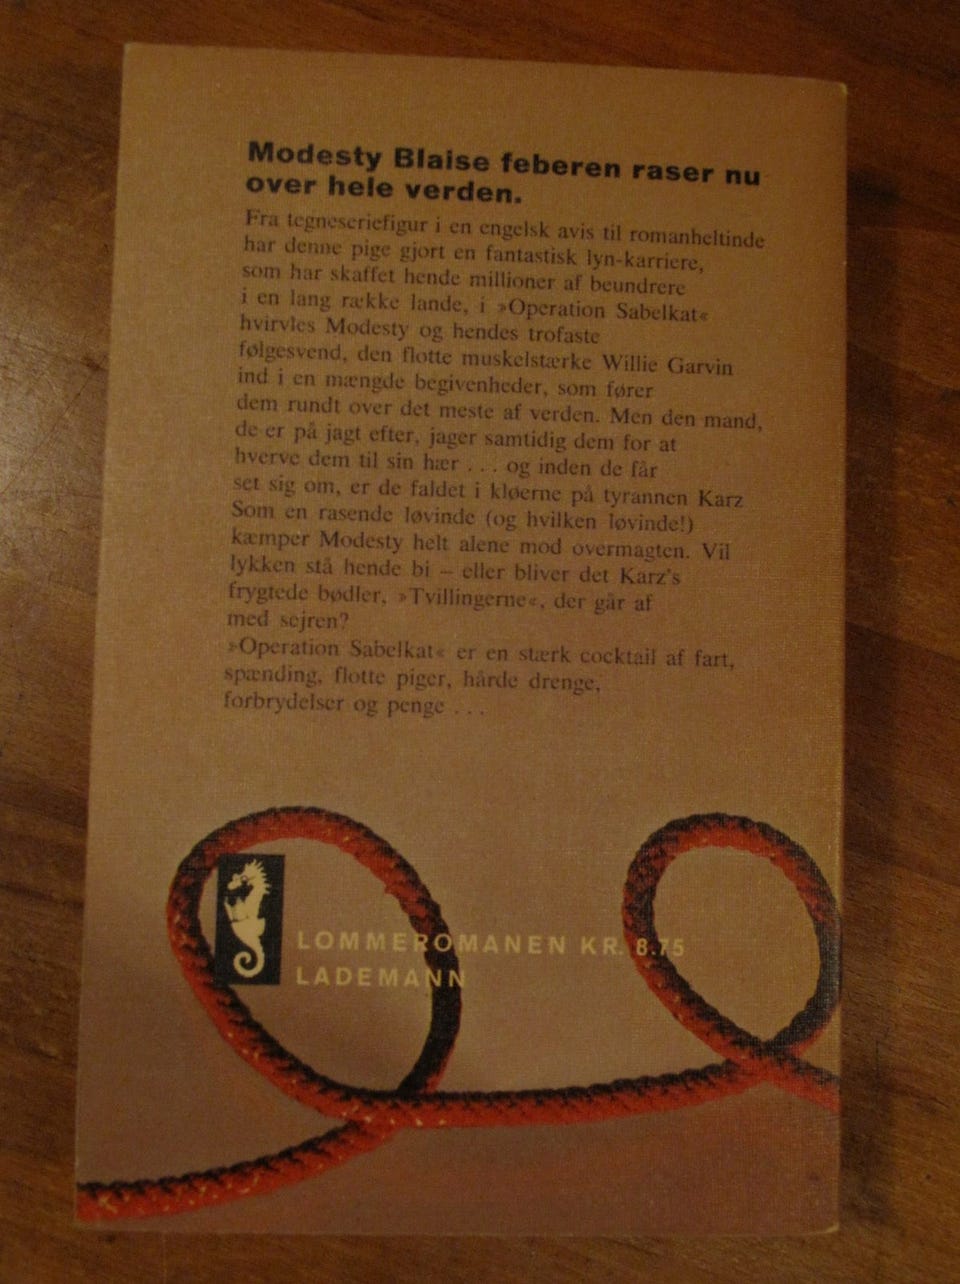 Modesty Blaise feberen raser nu
over hele verden.
Fra tegneseriefigur i en engelsk avis til romanheltinde
har denne pige gjort en fantastisk lyn-karriere,
som har skaffet hende millioner af beundrere
i en lang række lande, i »Operation Sabelkat«
hvirvles Modesty og hendes trofaste
følgesvend, den flotte muskelstærke Willie Garvin
ind i en mængde begivenheder, som fører
dem rundt over det meste af verden. Men den mand,
de er på jagt efter, jager samtidig dem for at
hverve dem til sin hær . . . og inden de får
set sig om, er de faldet i kløerne på tyrannen Karz
Som en rasende løvinde (og hvilken løvinde!)
kæmper Modesty helt alene mod overmagten. Vil
lykken stå hende bi – eller bliver det Karz's
frygtede bødler, »Tvillingerne«, der går af
med sejren?
»Operation Sabelkat« er en stærk cocktail af fart,
spænding, flotte piger, hårde drenge,
forbrydelser og penge . . .
LOMMEROMANEN KR. 8.75
LADEMANN